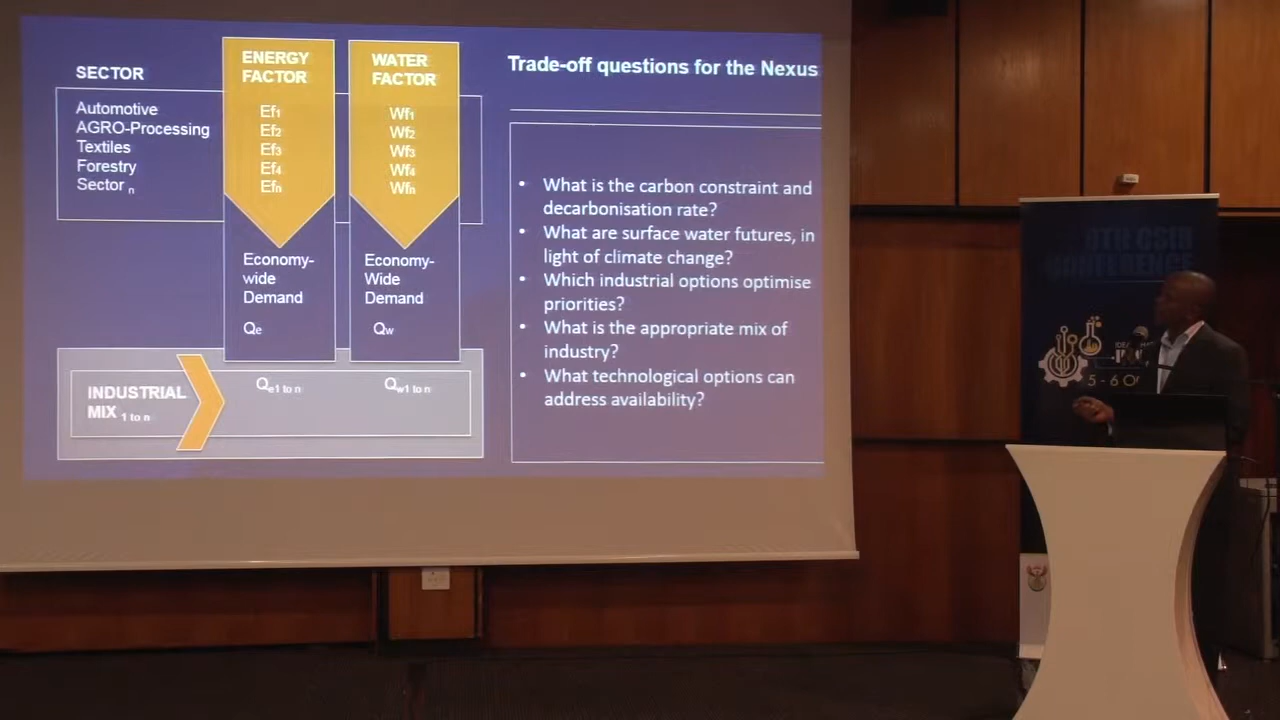 SECTOR
Automotive
AGRO-Processing
Textiles
Forestry
Sector n
ENERGY
FACTOR
Ef1
Ef2
Ef3
Ef4
Efn
Economy-
wide
Demand
Qe
WATER
FACTOR
Wf1
Wf2
Wf3
Wf4
Wfn
Economy-
Wide
Demand
Qw
INDUSTRIAL
MIX 1 to n
Qe1 to n
Qw1 to n
Trade-off questions for the Nexus
• What is the carbon constraint and
decarbonisation rate?
• What are surface water futures, in
light of climate change?
• Which industrial options optimise
priorities?
• What is the appropriate mix of
industry?
• What technological options can
address availability?
CSIR
CONFERENCE
5 - 6